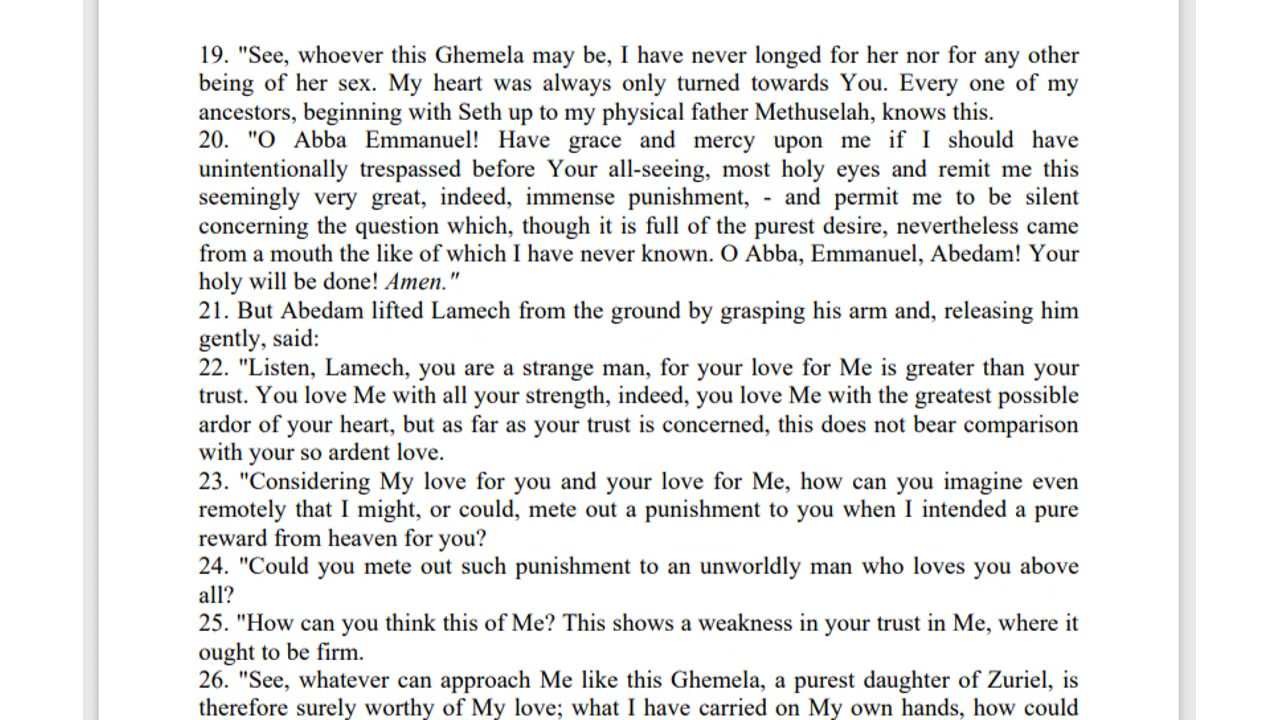 19. "See, whoever this Ghemela may be, I have never longed for her nor for any other
being of her sex. My heart was always only turned towards You. Every one of my
ancestors, beginning with Seth up to my physical father Methuselah, knows this.
20. "O Abba Emmanuel! Have grace and mercy upon me if I should have
unintentionally trespassed before Your all-seeing, most holy eyes and remit me this
seemingly very great, indeed, immense punishment, - and permit me to be silent
concerning the question which, though it is full of the purest desire, nevertheless came
from a mouth the like of which I have never known. O Abba, Emmanuel, Abedam! Your
holy will be done! Amen."
21. But Abedam lifted Lamech from the ground by grasping his arm and, releasing him
gently, said:
22. "Listen, Lamech, you are a strange man, for your love for Me is greater than your
trust. You love Me with all your strength, indeed, you love Me with the greatest possible
ardor of your heart, but as far as your trust is concerned, this does not bear comparison
with your so ardent love.
23. "Considering My love for you and your love for Me, how can you imagine even
remotely that I might, or could, mete out a punishment to you when I intended a pure
reward from heaven for you?
24. "Could you mete out such punishment to an unworldly man who loves you above
all?
25. "How can you think this of Me? This shows a weakness in your trust in Me, where it
ought to be firm.
26. "See, whatever can approach Me like this Ghemela, a purest daughter of Zuriel, is
therefore surely worthy of My love; what I have carried on My own hands, how could